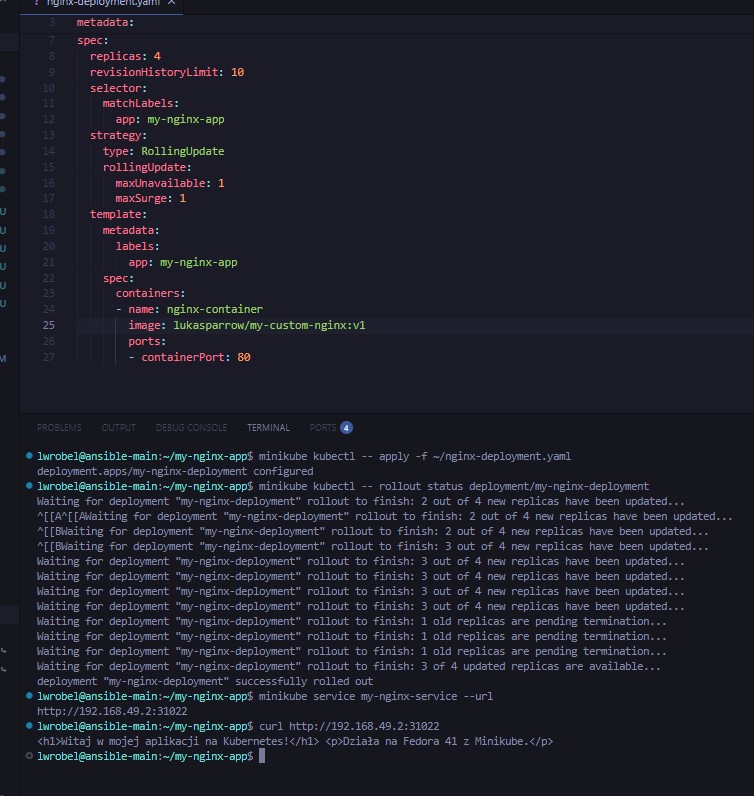 nginx-deployment.yaml ×
3 metadata:
7 spec:
8 replicas: 4
9 revisionHistoryLimit: 10
10 selector:
11 matchLabels:
12 app: my-nginx-app
13 strategy:
14 type: RollingUpdate
15 rollingUpdate:
16 maxUnavailable: 1
17 maxSurge: 1
18 template:
19 metadata:
20 labels:
21 app: my-nginx-app
22 spec:
23 containers:
24 - name: nginx-container
25 image: lukasparrow/my-custom-nginx:v1
26 ports:
27 - containerPort: 80
U
U
U
U
U
U
M
PROBLEMS OUTPUT DEBUG CONSOLE TERMINAL PORTS 4
lwrobel@ansible-main:~/my-nginx-app$ minikube kubectl -- apply -f ~/nginx-deployment.yaml
deployment.apps/my-nginx-deployment configured
lwrobel@ansible-main:~/my-nginx-app$ minikube kubectl -- rollout status deployment/my-nginx-deployment
Waiting for deployment "my-nginx-deployment" rollout to finish: 2 out of 4 new replicas have been updated...
^[[A^[[AWaiting for deployment "my-nginx-deployment" rollout to finish: 2 out of 4 new replicas have been updated...
^[[BWaiting for deployment "my-nginx-deployment" rollout to finish: 2 out of 4 new replicas have been updated...
^[[BWaiting for deployment "my-nginx-deployment" rollout to finish: 3 out of 4 new replicas have been updated...
Waiting for deployment "my-nginx-deployment" rollout to finish: 3 out of 4 new replicas have been updated...
Waiting for deployment "my-nginx-deployment" rollout to finish: 3 out of 4 new replicas have been updated...
Waiting for deployment "my-nginx-deployment" rollout to finish: 3 out of 4 new replicas have been updated...
Waiting for deployment "my-nginx-deployment" rollout to finish: 3 out of 4 new replicas have been updated...
Waiting for deployment "my-nginx-deployment" rollout to finish: 1 old replicas are pending termination...
Waiting for deployment "my-nginx-deployment" rollout to finish: 1 old replicas are pending termination...
Waiting for deployment "my-nginx-deployment" rollout to finish: 1 old replicas are pending termination...
Waiting for deployment "my-nginx-deployment" rollout to finish: 3 of 4 updated replicas are available...
deployment "my-nginx-deployment" successfully rolled out
lwrobel@ansible-main:~/my-nginx-app$ minikube service my-nginx-service --url
http://192.168.49.2:31022
lwrobel@ansible-main:~/my-nginx-app$ curl http://192.168.49.2:31022
<h1>Witaj w mojej aplikacji na Kubernetes!</h1> <p>Działa na Fedora 41 z Minikube.</p>
lwrobel@ansible-main:~/my-nginx-app$